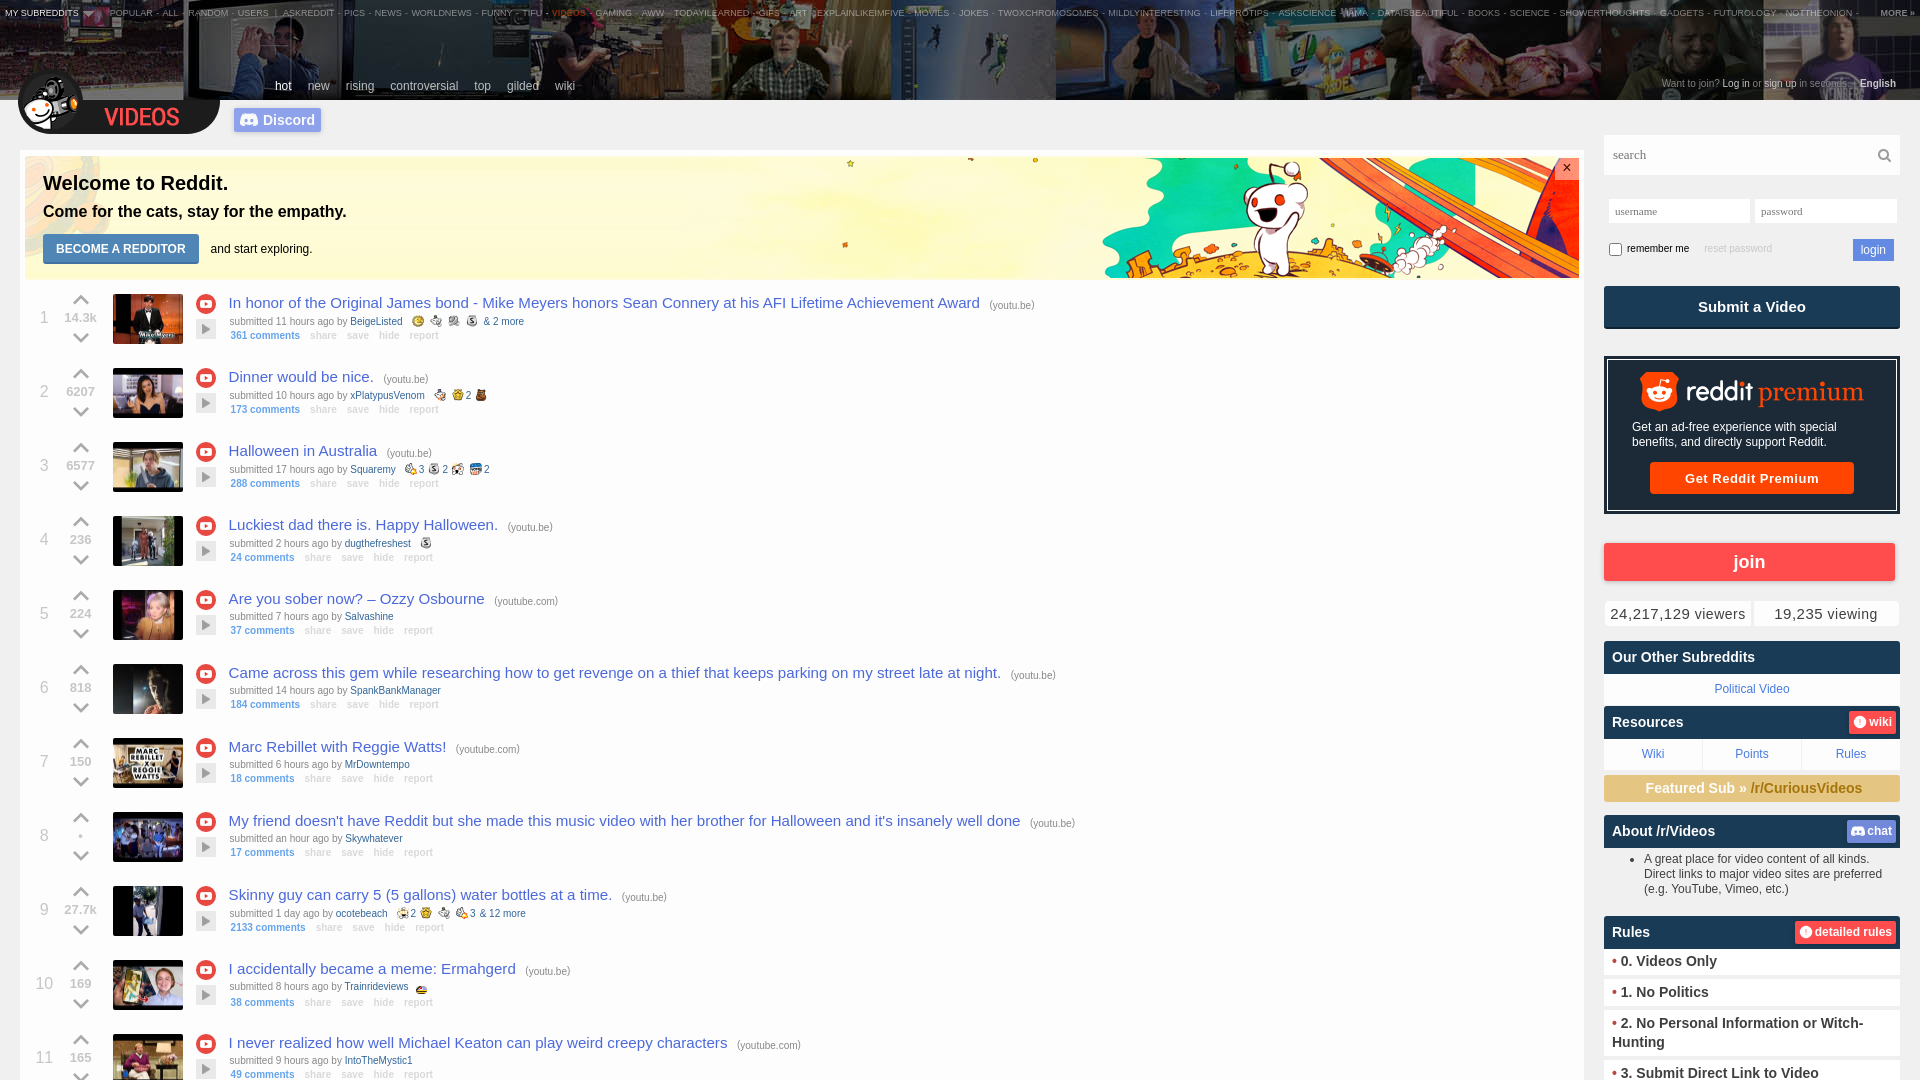 MY SUBREDDITS POPULAR - ALL - RANDOM - USERS | ASKREDDIT - PICS - NEWS - WORLDNEWS - FUNNY - TIFU - VIDEOS - GAMING - AWW - TODAYILEARNED - GIFS - ART - EXPLAINLIKEIMFIVE - MOVIES - JOKES - TWOXCHROMOSOMES - MILDLYINTERESTING - LIFEPROTIPS - ASKSCIENCE - IAMA - DATAISBEAUTIFUL - BOOKS - SCIENCE - SHOWERTHOUGHTS - GADGETS - FUTUROLOGY - NOTTHEONION - MORE »
hot new rising controversial top gilded wiki
Want to join? Log in or sign up in seconds. | English
VIDEOS
Discord
Welcome to Reddit.
Come for the cats, stay for the empathy.
BECOME A REDDITOR and start exploring.
×
1 14.3k In honor of the Original James bond - Mike Meyers honors Sean Connery at his AFI Lifetime Achievement Award (youtu.be)
submitted 11 hours ago by BeigeListed & 2 more
361 comments share save hide report
2 6207 Dinner would be nice. (youtu.be)
submitted 10 hours ago by xPlatypusVenom 2
173 comments share save hide report
3 6577 Halloween in Australia (youtu.be)
submitted 17 hours ago by Squaremy 3 2 2
288 comments share save hide report
4 236 Luckiest dad there is. Happy Halloween. (youtu.be)
submitted 2 hours ago by dugthefreshest
24 comments share save hide report
5 224 Are you sober now? – Ozzy Osbourne (youtube.com)
submitted 7 hours ago by Salvashine
37 comments share save hide report
6 818 Came across this gem while researching how to get revenge on a thief that keeps parking on my street late at night. (youtu.be)
submitted 14 hours ago by SpankBankManager
184 comments share save hide report
MARC
REBILLET
X
REGGIE
WATTS
7 150 Marc Rebillet with Reggie Watts! (youtube.com)
submitted 6 hours ago by MrDowntempo
18 comments share save hide report
8 • My friend doesn't have Reddit but she made this music video with her brother for Halloween and it's insanely well done (youtu.be)
submitted an hour ago by Skywhatever
17 comments share save hide report
9 27.7k Skinny guy can carry 5 (5 gallons) water bottles at a time. (youtu.be)
submitted 1 day ago by ocotebeach 2 3 & 12 more
2133 comments share save hide report
10 169 I accidentally became a meme: Ermahgerd (youtu.be)
submitted 8 hours ago by Trainrideviews
38 comments share save hide report
11 165 I never realized how well Michael Keaton can play weird creepy characters (youtube.com)
submitted 9 hours ago by IntoTheMystic1
49 comments share save hide report
search
username password
remember me reset password login
Submit a Video
reddit premium
Get an ad-free experience with special
benefits, and directly support Reddit.
Get Reddit Premium
join
24,217,129 viewers 19,235 viewing
Our Other Subreddits
Political Video
Resources wiki
Wiki Points Rules
Featured Sub » /r/CuriousVideos
About /r/Videos chat
• A great place for video content of all kinds.
Direct links to major video sites are preferred
(e.g. YouTube, Vimeo, etc.)
Rules detailed rules
• 0. Videos Only
• 1. No Politics
• 2. No Personal Information or Witch-
Hunting
• 3. Submit Direct Link to Video